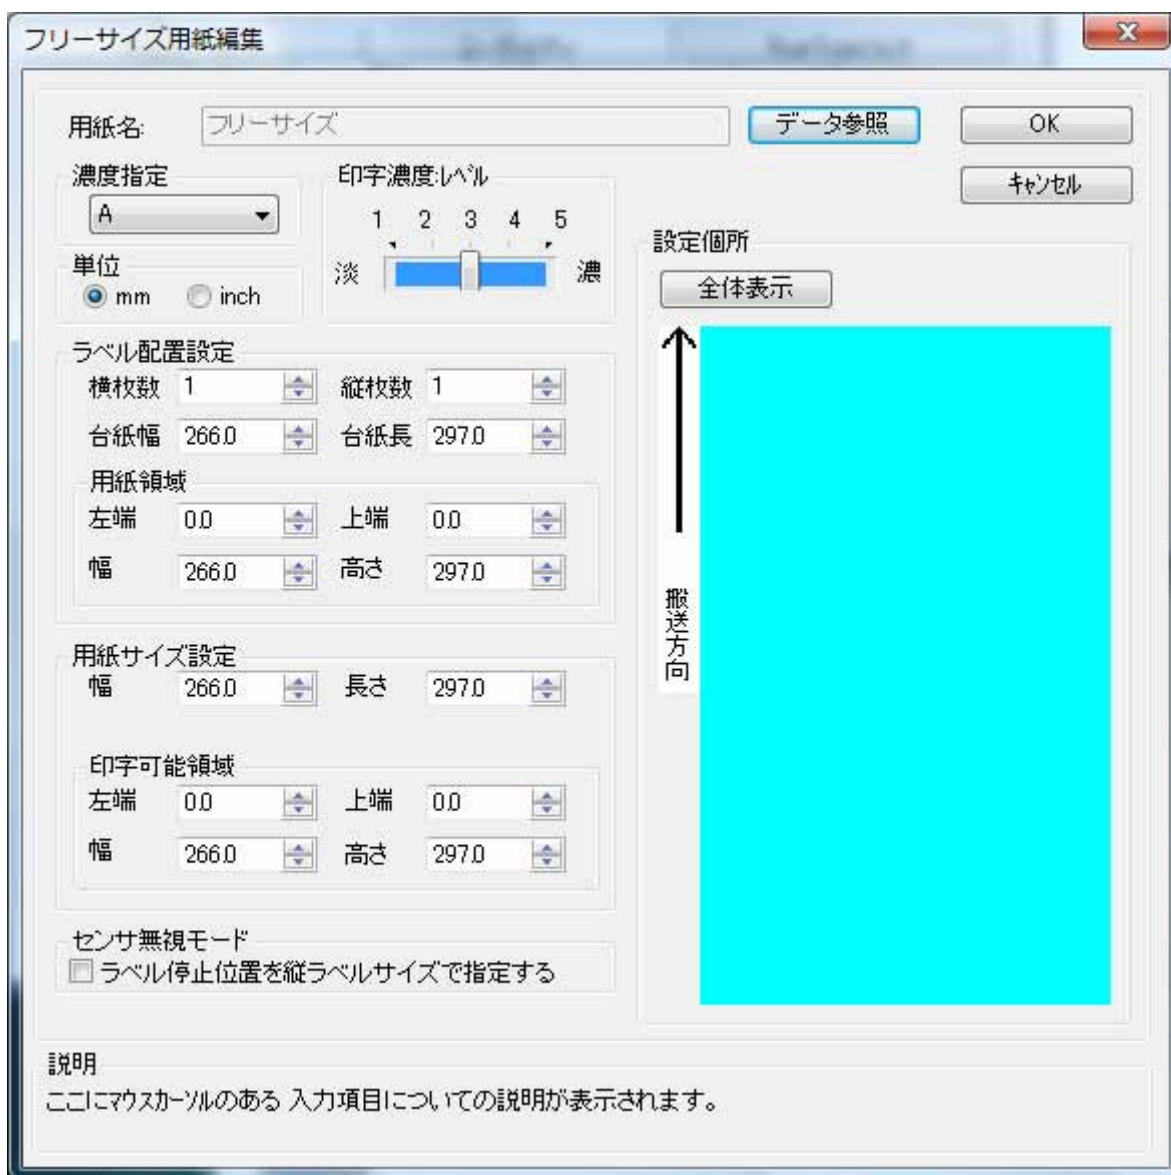 フリーサイズ用紙編集
用紙名: フリーサイズ データ参照 OK
キャンセル
濃度指定
A
印字濃度:レベル
1 2 3 4 5
淡 濃
単位
mm inch
設定個所
全体表示
搬送方向
ラベル配置設定
横枚数 1 縦枚数 1
台紙幅 266.0 台紙長 297.0
用紙領域
左端 0.0 上端 0.0
幅 266.0 高さ 297.0
用紙サイズ設定
幅 266.0 長さ 297.0
印字可能領域
左端 0.0 上端 0.0
幅 266.0 高さ 297.0
センサ無視モード
ラベル停止位置を縦ラベルサイズで指定する
説明
ここにマウスカーソルのある 入力項目についての説明が表示されます。